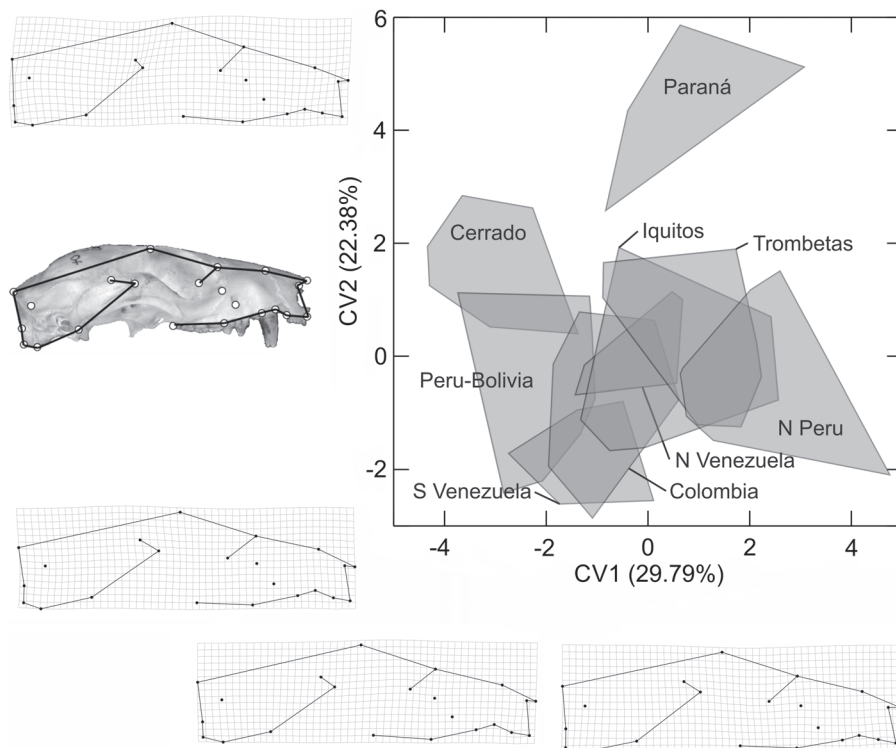 6
4
2
0
-2
CV2 (22.38%)
Paraná
Cerrado
Iquitos
Trombetas
Peru-Bolivia
N Peru
N Venezuela
S Venezuela
Colombia
-4 -2 0 2 4
CV1 (29.79%)